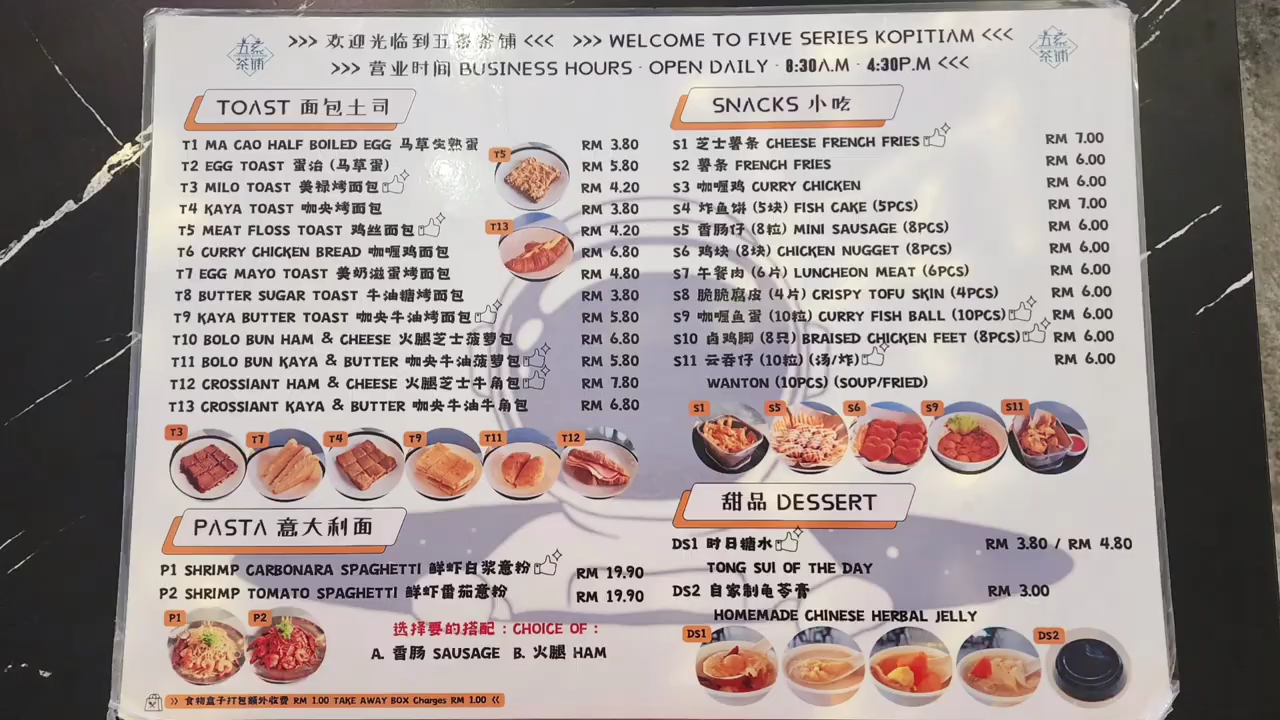 五条茶铺
>>> 欢迎光临到五条茶铺 <<< >>> WELCOME TO FIVE SERIES KOPITIAM <<<
五条茶铺
>>> 营业时间 BUSINESS HOURS · OPEN DAILY · 8:30A.M - 4:30P.M <<<
TOAST 面包土司
T1 MA CAO HALF BOILED EGG 马草生熟蛋 RM 3.80
T2 EGG TOAST 蛋治 (马草蛋) RM 5.80
T3 MILO TOAST 美禄烤面包 RM 4.20
T4 KAYA TOAST 咖央烤面包 RM 3.80
T5 MEAT FLOSS TOAST 鸡丝面包 RM 4.20
T6 CURRY CHICKEN BREAD 咖喱鸡面包 RM 6.80
T7 EGG MAYO TOAST 美奶滋蛋烤面包 RM 4.80
T8 BUTTER SUGAR TOAST 牛油糖烤面包 RM 3.80
T9 KAYA BUTTER TOAST 咖央牛油烤面包 RM 5.80
T10 BOLO BUN HAM & CHEESE 火腿芝士菠萝包 RM 6.80
T11 BOLO BUN KAYA & BUTTER 咖央牛油菠萝包 RM 5.80
T12 CROSSIANT HAM & CHEESE 火腿芝士牛角包 RM 7.80
T13 CROSSIANT KAYA & BUTTER 咖央牛油牛角包 RM 6.80
T5
T13
T3 T7 T4 T9 T11 T12
PASTA 意大利面
P1 SHRIMP CARBONARA SPAGHETTI 鲜虾白浆意粉 RM 19.90
P2 SHRIMP TOMATO SPAGHETTI 鲜虾番茄意粉 RM 19.90
P1 P2
选择要的搭配 : CHOICE OF :
A. 香肠 SAUSAGE B. 火腿 HAM
>> 食物盒子打包额外收费 RM 1.00 TAKE AWAY BOX Charges RM 1.00 <<
SNACKS 小吃
S1 芝士薯条 CHEESE FRENCH FRIES RM 7.00
S2 薯条 FRENCH FRIES RM 6.00
S3 咖喱鸡 CURRY CHICKEN RM 6.00
S4 炸鱼饼 (5块) FISH CAKE (5PCS) RM 7.00
S5 香肠仔 (8粒) MINI SAUSAGE (8PCS) RM 6.00
S6 鸡块 (8块) CHICKEN NUGGET (8PCS) RM 6.00
S7 午餐肉 (6片) LUNCHEON MEAT (6PCS) RM 6.00
S8 脆脆腐皮 (4片) CRISPY TOFU SKIN (4PCS) RM 6.00
S9 咖喱鱼蛋 (10粒) CURRY FISH BALL (10PCS) RM 6.00
S10 卤鸡脚 (8只) BRAISED CHICKEN FEET (8PCS) RM 6.00
S11 云吞仔 (10粒) (汤/炸) RM 6.00
WANTON (10PCS) (SOUP/FRIED)
S1 S5 S6 S9 S11
甜品 DESSERT
DS1 时日糖水 RM 3.80 / RM 4.80
TONG SUI OF THE DAY
DS2 自家制龟苓膏 RM 3.00
HOMEMADE CHINESE HERBAL JELLY
DS1 DS2